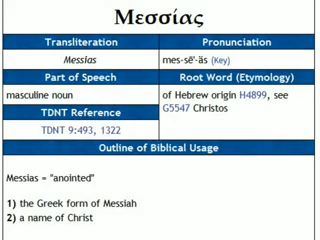 Μεσσίας
Transliteration
Pronunciation
Messias
mes-sē'-äs (Key)
Part of Speech
Root Word (Etymology)
masculine noun
of Hebrew origin H4899, see
G5547 Christos
TDNT Reference
TDNT 9:493, 1322
Outline of Biblical Usage
Messias = "anointed"
1) the Greek form of Messiah
2) a name of Christ